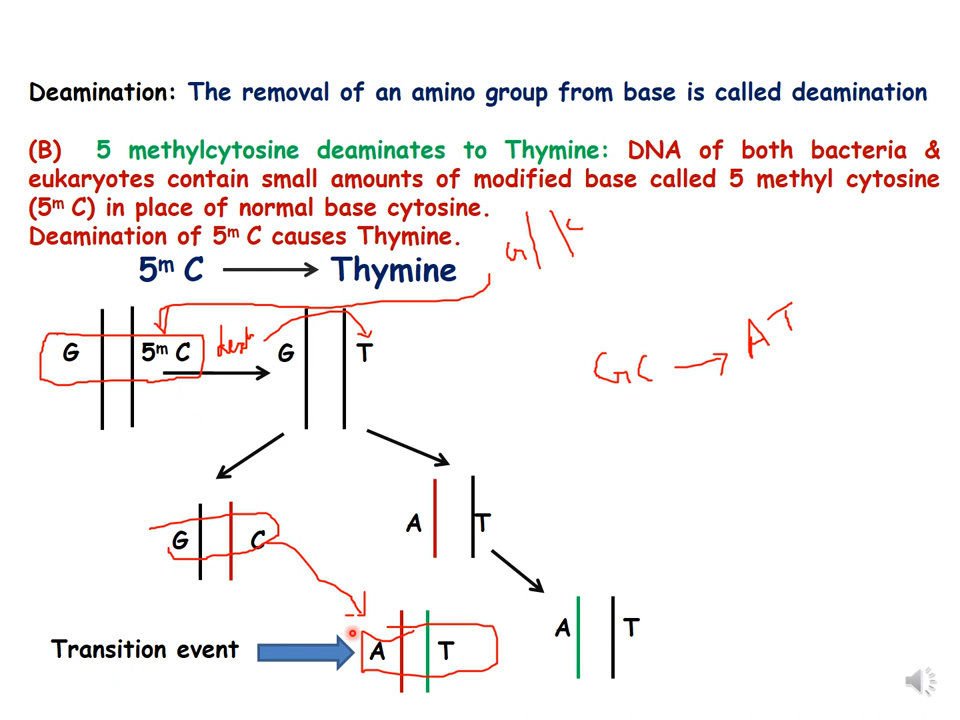 Deamination: The removal of an amino group from base is called deamination
(B) 5 methylcytosine deaminates to Thymine: DNA of both bacteria &
eukaryotes contain small amounts of modified base called 5 methyl cytosine
(5ᵐ C) in place of normal base cytosine.
Deamination of 5ᵐ C causes Thymine.
G C
5ᵐ C Thymine
G 5ᵐ C G T
GC → AT
A T
G C
A T
Transition event A T